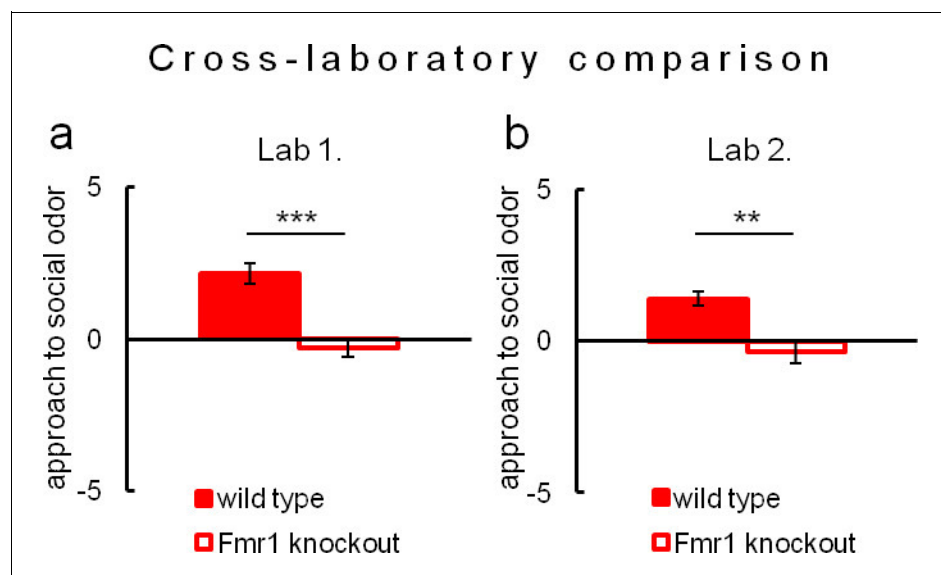 Cross-laboratory comparison
a
Lab 1.
approach to social odor
5
0
-5
***
wild type
Fmr1 knockout
b
Lab 2.
approach to social odor
5
0
-5
**
wild type
Fmr1 knockout